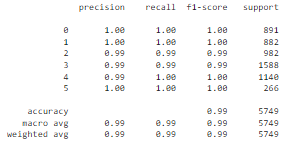 precision recall f1-score support
0 1.00 1.00 1.00 891
1 1.00 1.00 1.00 882
2 0.99 0.99 0.99 982
3 0.99 0.99 0.99 1588
4 0.99 1.00 1.00 1140
5 1.00 1.00 1.00 266
accuracy 0.99 5749
macro avg 0.99 0.99 0.99 5749
weighted avg 0.99 0.99 0.99 5749